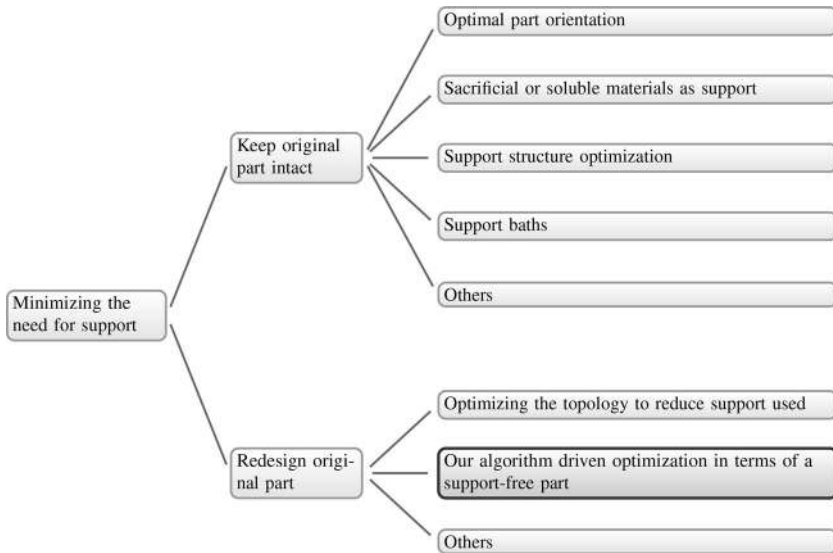 Optimal part orientation
Sacrificial or soluble materials as support
Keep original
part intact
Support structure optimization
Support baths
Others
Minimizing the
need for support
Optimizing the topology to reduce support used
Redesign origi-
nal part
Our algorithm driven optimization in terms of a
support-free part
Others